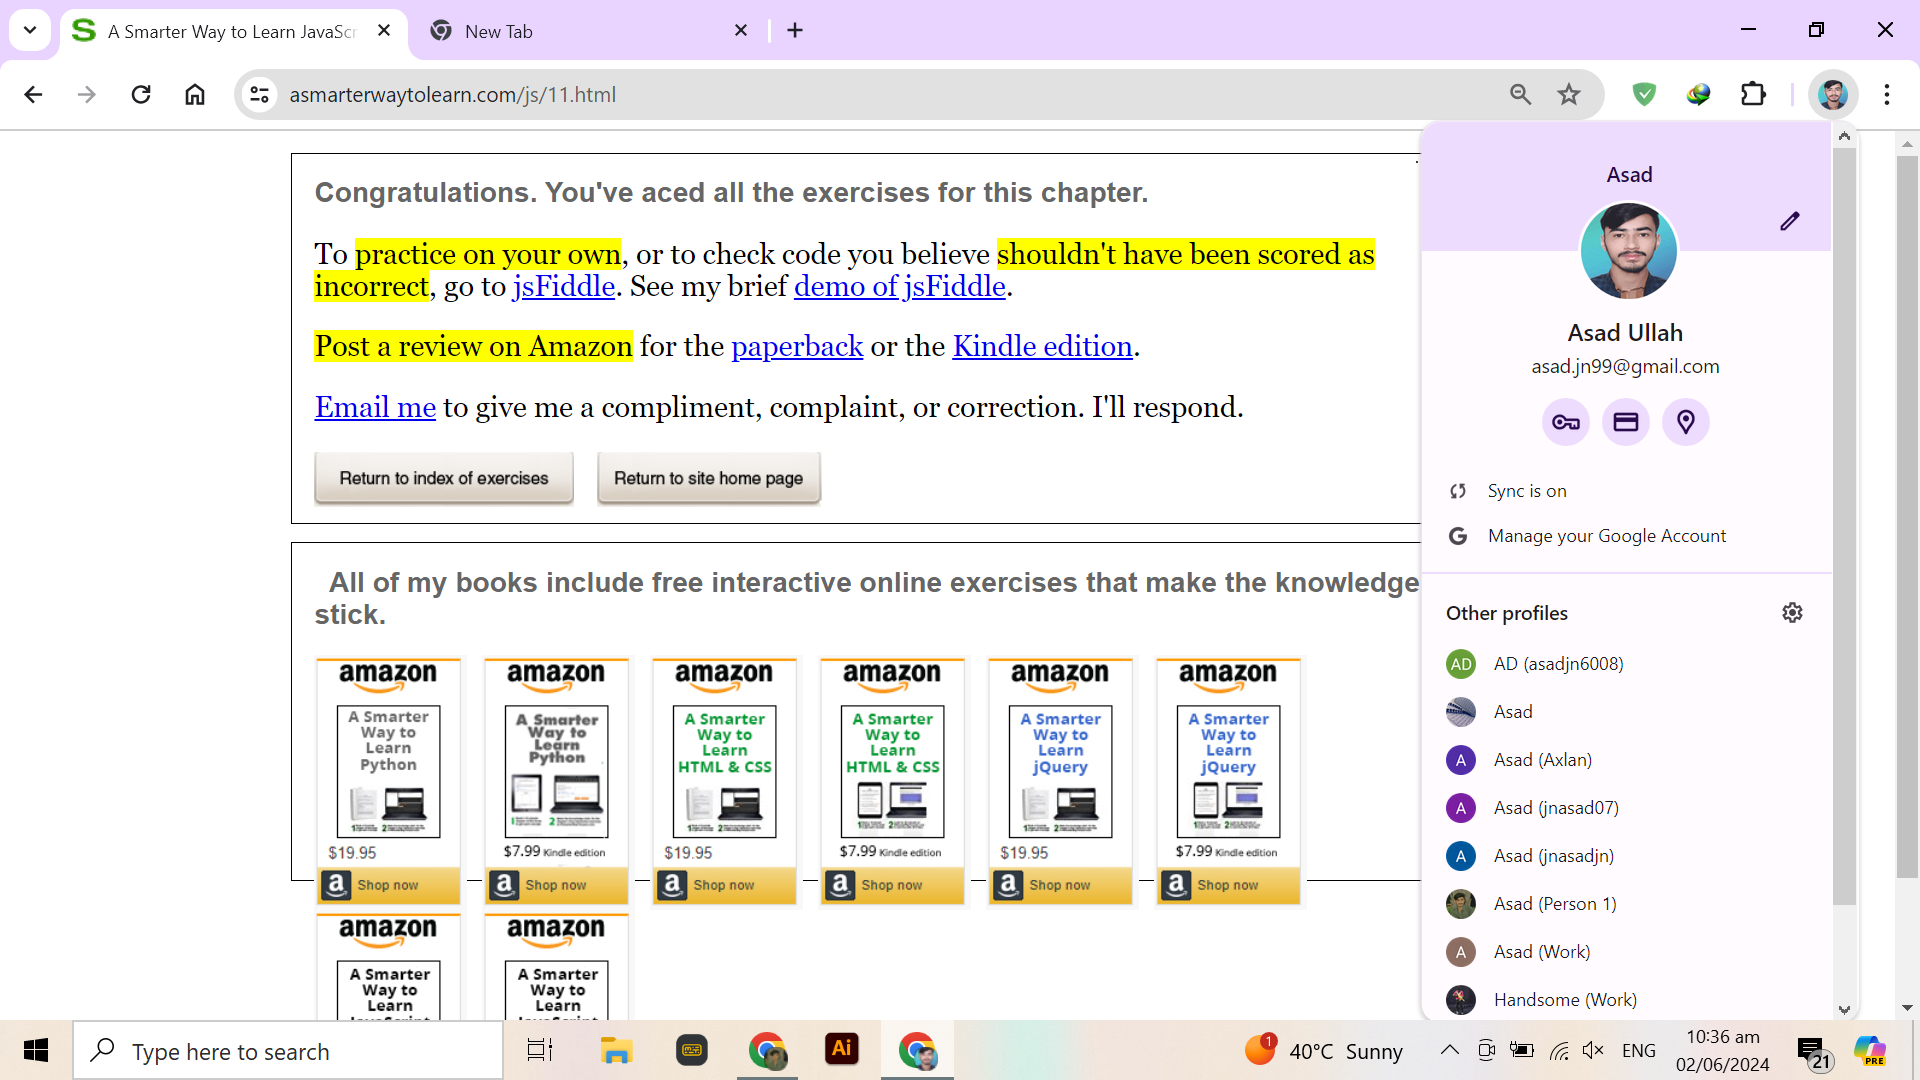 A Smarter Way to Learn JavaScr
New Tab
asmarterwaytolearn.com/js/11.html
Congratulations. You've aced all the exercises for this chapter.
To practice on your own, or to check code you believe shouldn't have been scored as
incorrect, go to jsFiddle. See my brief demo of jsFiddle.
Post a review on Amazon for the paperback or the Kindle edition.
Email me to give me a compliment, complaint, or correction. I'll respond.
Return to index of exercises
Return to site home page
All of my books include free interactive online exercises that make the knowledge
stick.
amazon
A Smarter
Way to
Learn
Python
$19.95
a Shop now
amazon
A Smarter
Way to
Learn
Python
$7.99 Kindle edition
a Shop now
amazon
A Smarter
Way to
Learn
HTML & CSS
$19.95
a Shop now
amazon
A Smarter
Way to
Learn
HTML & CSS
$7.99 Kindle edition
a Shop now
amazon
A Smarter
Way to
Learn
jQuery
$19.95
a Shop now
amazon
A Smarter
Way to
Learn
jQuery
$7.99 Kindle edition
a Shop now
amazon
A Smarter
Way to
Learn
amazon
A Smarter
Way to
Learn
Asad
Asad Ullah
asad.jn99@gmail.com
Sync is on
Manage your Google Account
Other profiles
AD AD (asadjn6008)
Asad
A Asad (Axlan)
A Asad (jnasad07)
A Asad (jnasadjn)
Asad (Person 1)
A Asad (Work)
Handsome (Work)
Type here to search
Ai
1
40°C Sunny
ENG
10:36 am
02/06/2024
21
PRE